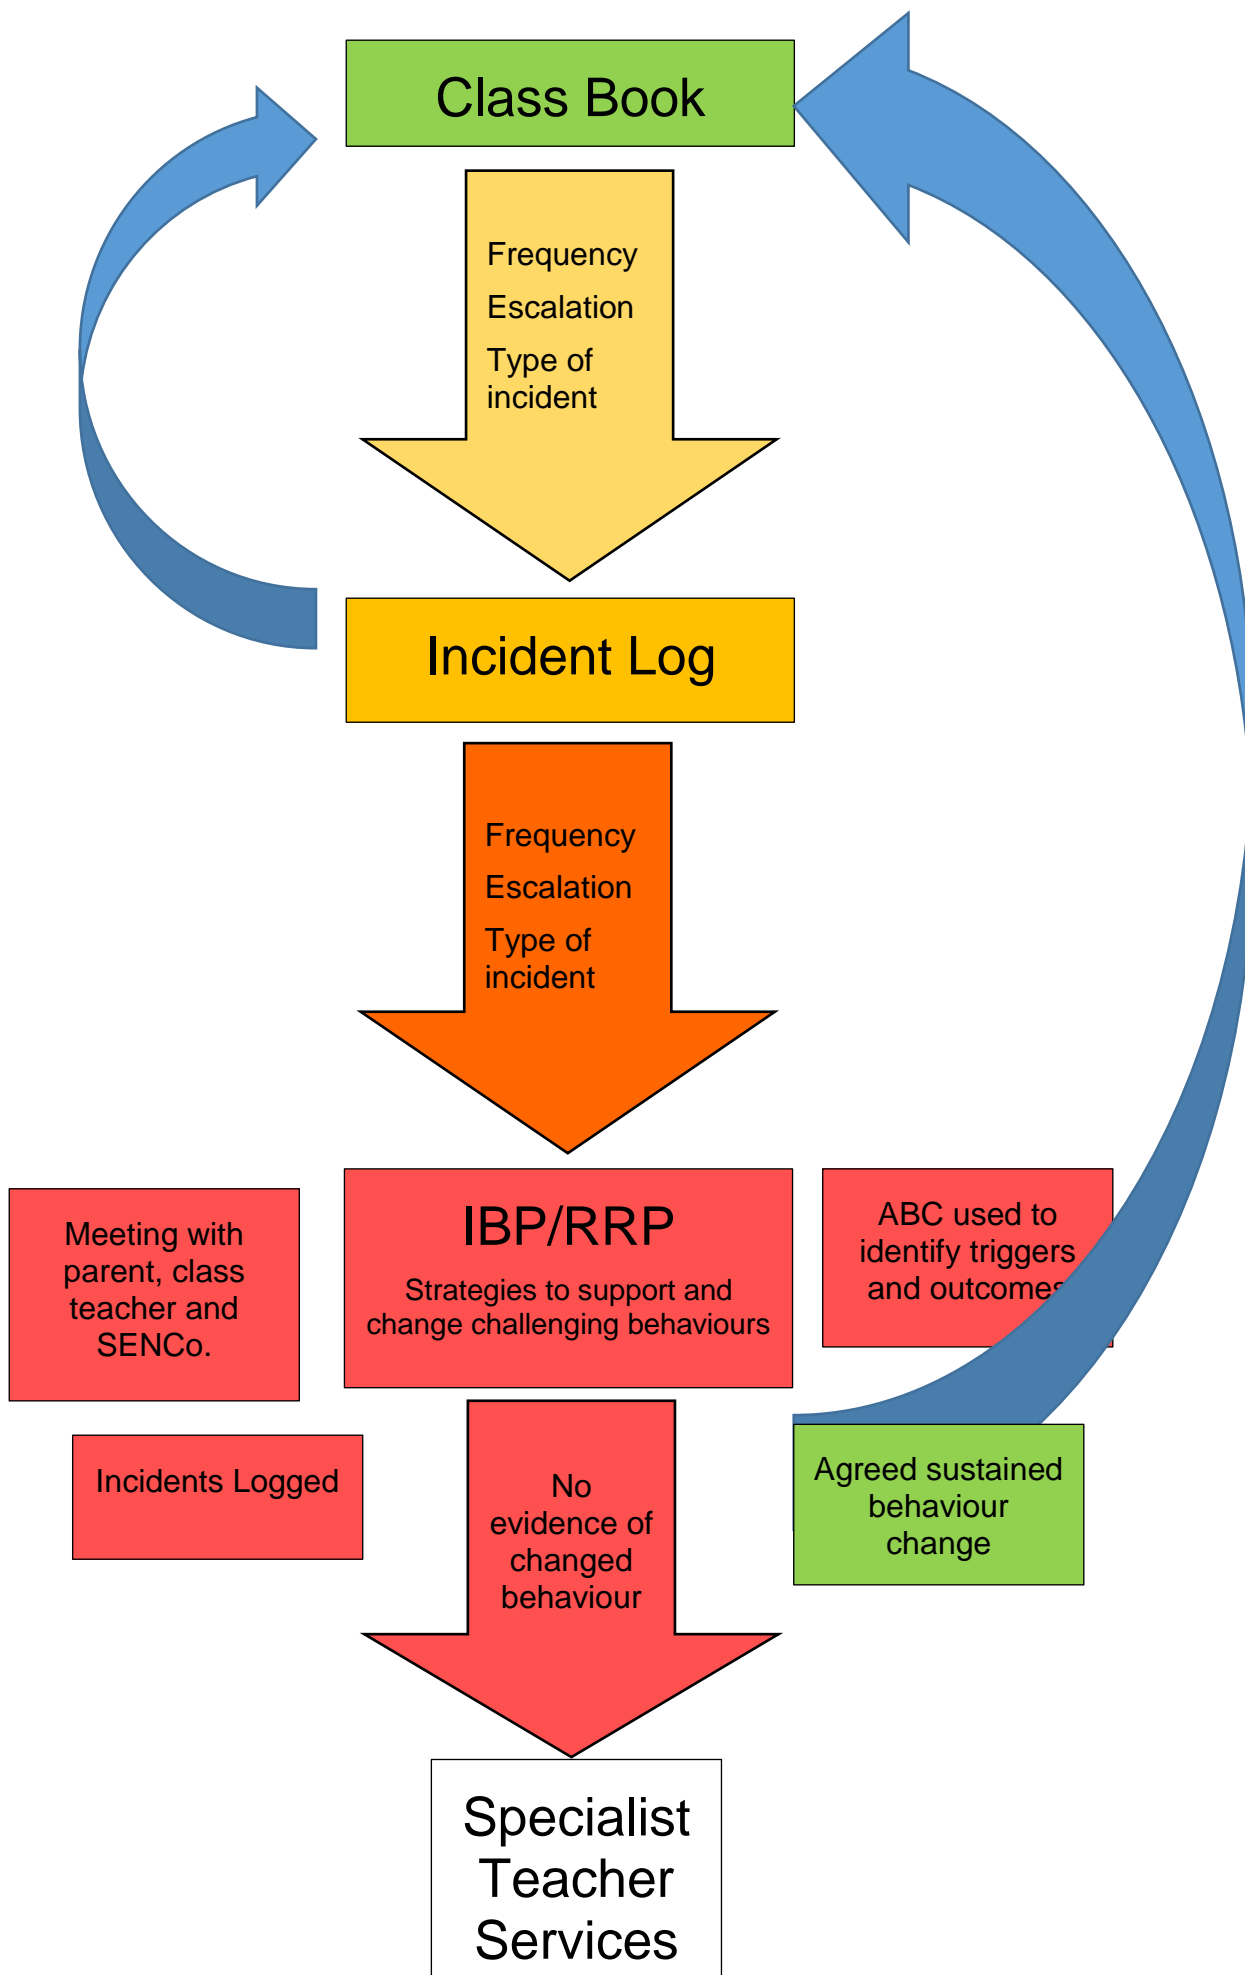 Class Book
Frequency
Escalation
Type of
incident
Incident Log
Frequency
Escalation
Type of
incident
Meeting with
parent, class
teacher and
SENCo.
IBP/RRP
Strategies to support and
change challenging behaviours
ABC used to
identify triggers
and outcomes
Incidents Logged
No
evidence of
changed
behaviour
Agreed sustained
behaviour
change
Specialist
Teacher
Services